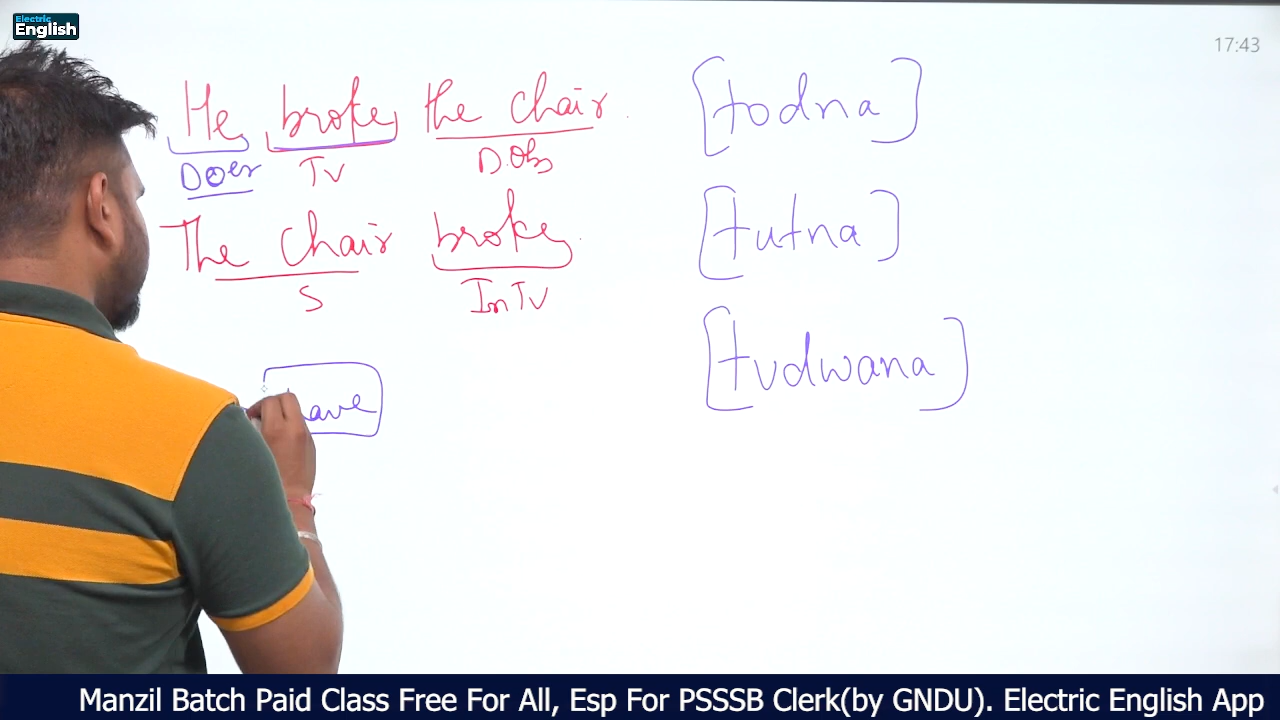 Electric
English
17:43
He broke the chair. [todna]
Doer Tv D.Obj
The chair broke. [tutna]
S InTv
[tudwana]
Manzil Batch Paid Class Free For All, Esp For PSSSB Clerk(by GNDU). Electric English App